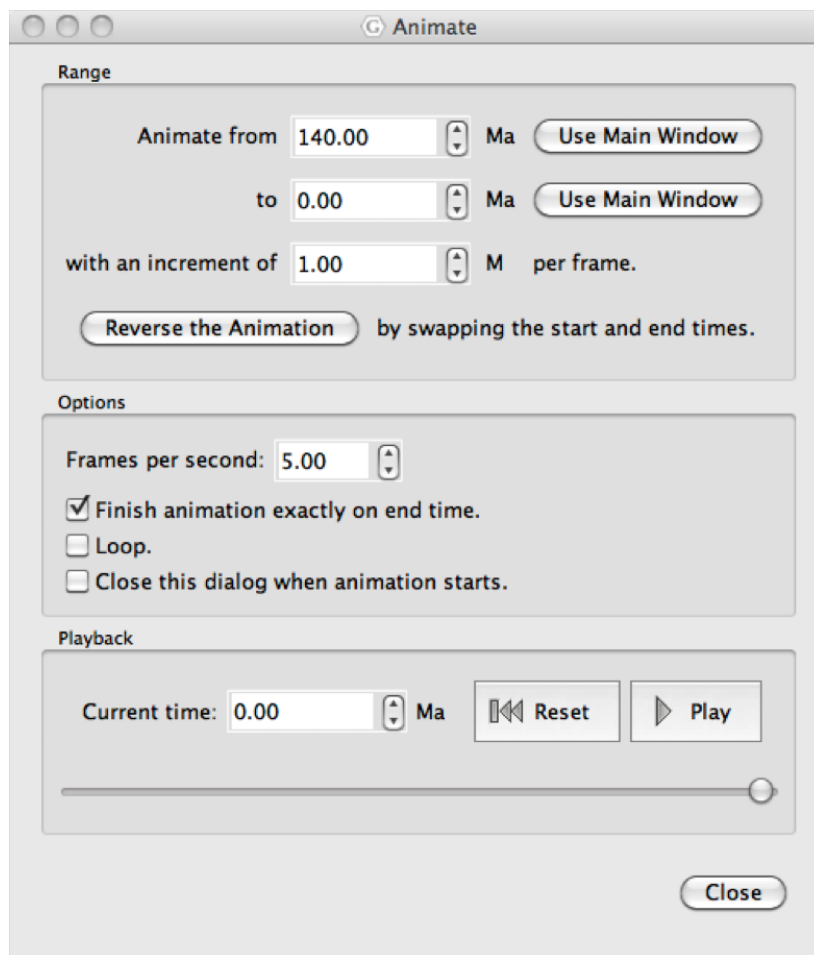 Animate
Range
Animate from 140.00 Ma Use Main Window
to 0.00 Ma Use Main Window
with an increment of 1.00 M per frame.
Reverse the Animation by swapping the start and end times.
Options
Frames per second: 5.00
Finish animation exactly on end time.
Loop.
Close this dialog when animation starts.
Playback
Current time: 0.00 Ma Reset Play
Close